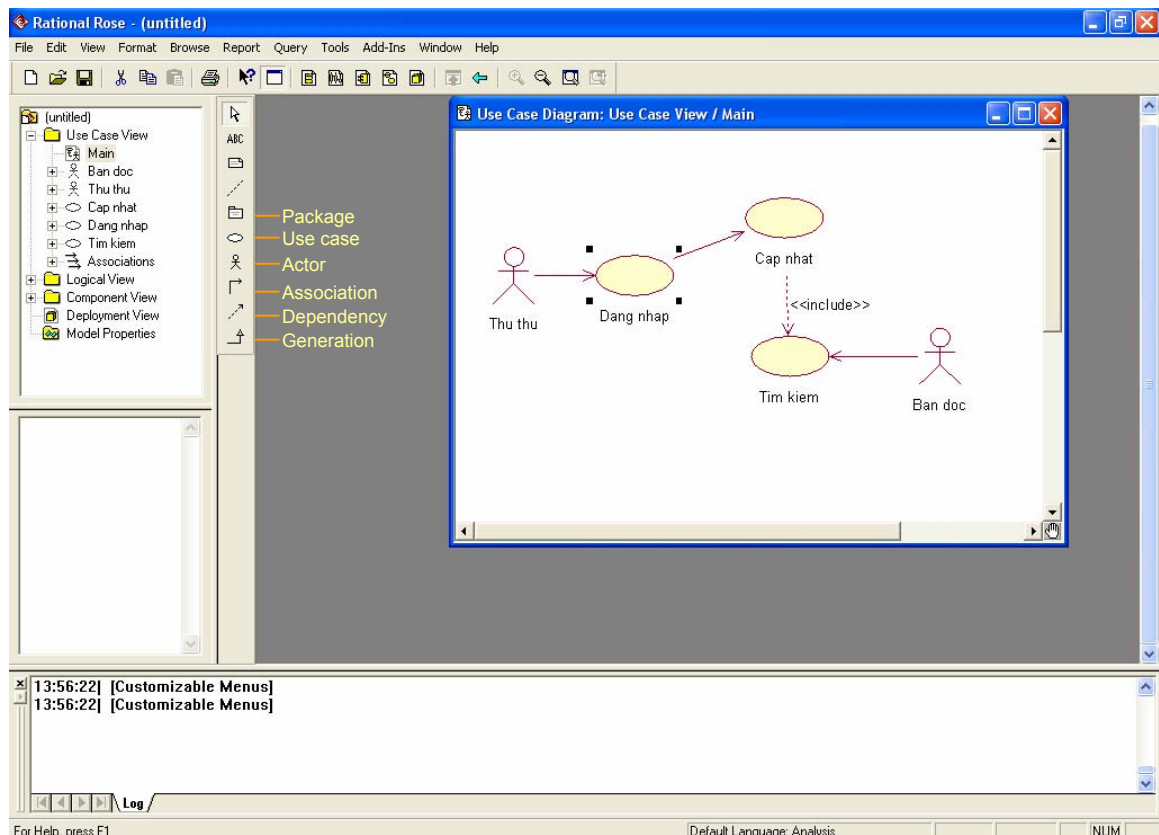 Rational Rose - (untitled)
File Edit View Format Browse Report Query Tools Add-Ins Window Help
(untitled)
Use Case View
Main
Ban doc
Thu thu
Cap nhat
Dang nhap
Tim kiem
Associations
Logical View
Component View
Deployment View
Model Properties
ABC
Package
Use case
Actor
Association
Dependency
Generation
Use Case Diagram: Use Case View / Main
Cap nhat
Thu thu
Dang nhap
<<include>>
Tim kiem
Ban doc
13:56:22| [Customizable Menus]
13:56:22| [Customizable Menus]
Log
For Help, press F1
Default Language: Analysis
NUM